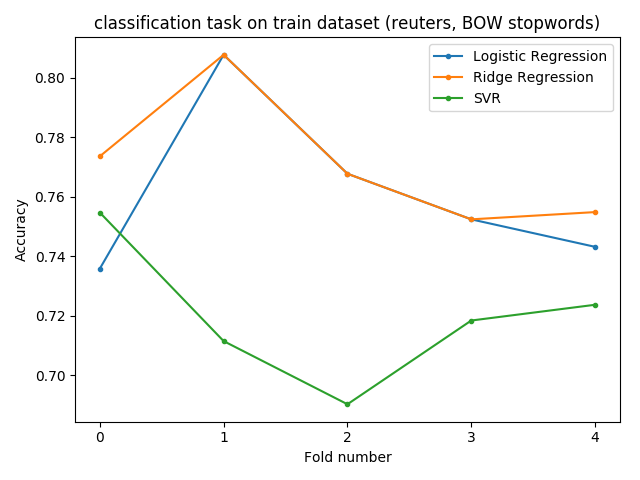 classification task on train dataset (reuters, BOW stopwords)
Logistic Regression
Ridge Regression
SVR
Accuracy
0.80
0.78
0.76
0.74
0.72
0.70
0 1 2 3 4
Fold number